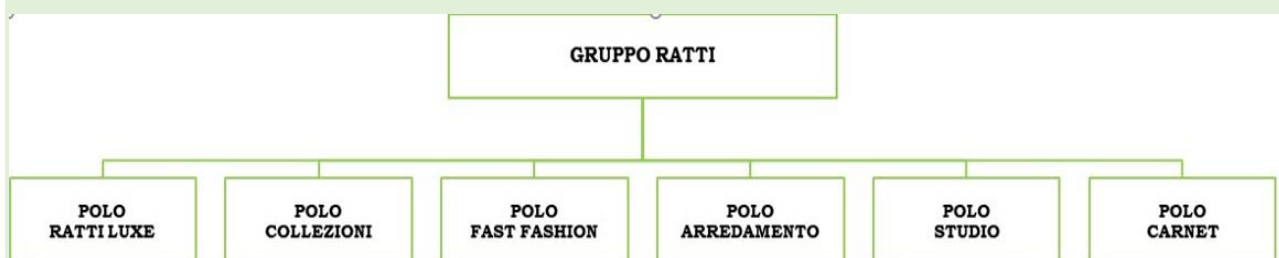 GRUPPO RATTI
POLO
RATTI LUXE
POLO
COLLEZIONI
POLO
FAST FASHION
POLO
ARREDAMENTO
POLO
STUDIO
POLO
CARNET